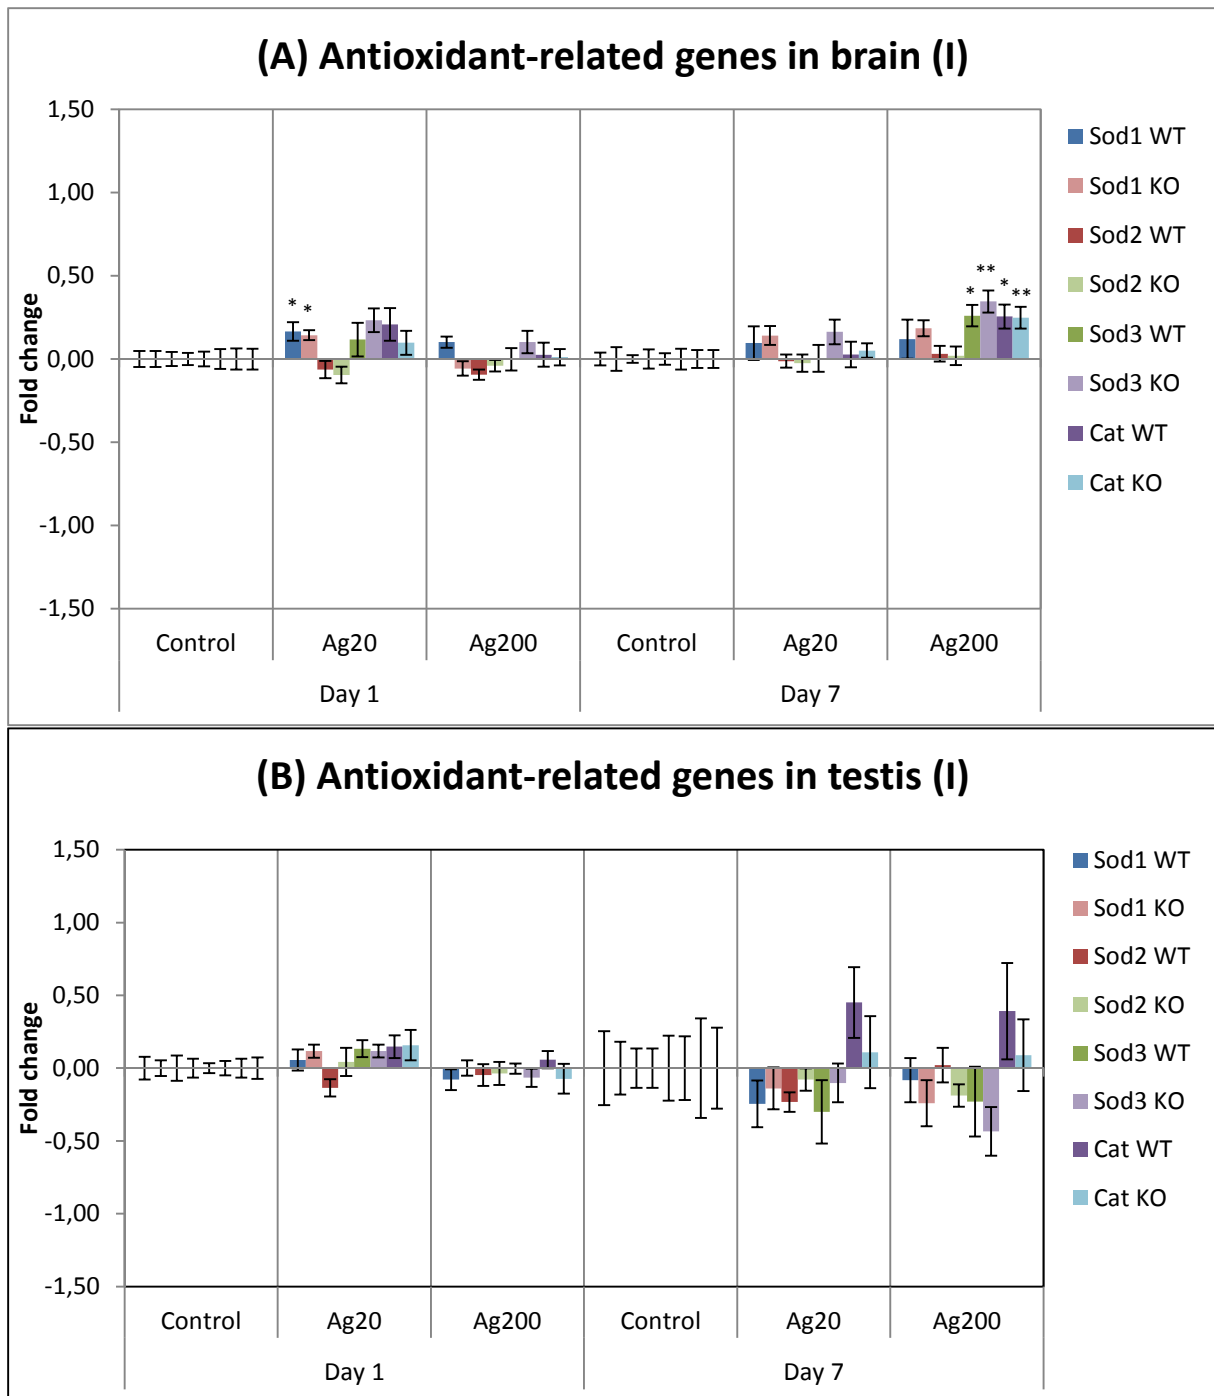 (A) Antioxidant-related genes in brain (I)
Fold change
1,50
1,00
0,50
0,00
-0,50
-1,00
-1,50
* * * ** * **
Control Ag20 Ag200 Control Ag20 Ag200
Day 1 Day 7
Sod1 WT
Sod1 KO
Sod2 WT
Sod2 KO
Sod3 WT
Sod3 KO
Cat WT
Cat KO
(B) Antioxidant-related genes in testis (I)
Fold change
1,50
1,00
0,50
0,00
-0,50
-1,00
-1,50
Control Ag20 Ag200 Control Ag20 Ag200
Day 1 Day 7
Sod1 WT
Sod1 KO
Sod2 WT
Sod2 KO
Sod3 WT
Sod3 KO
Cat WT
Cat KO